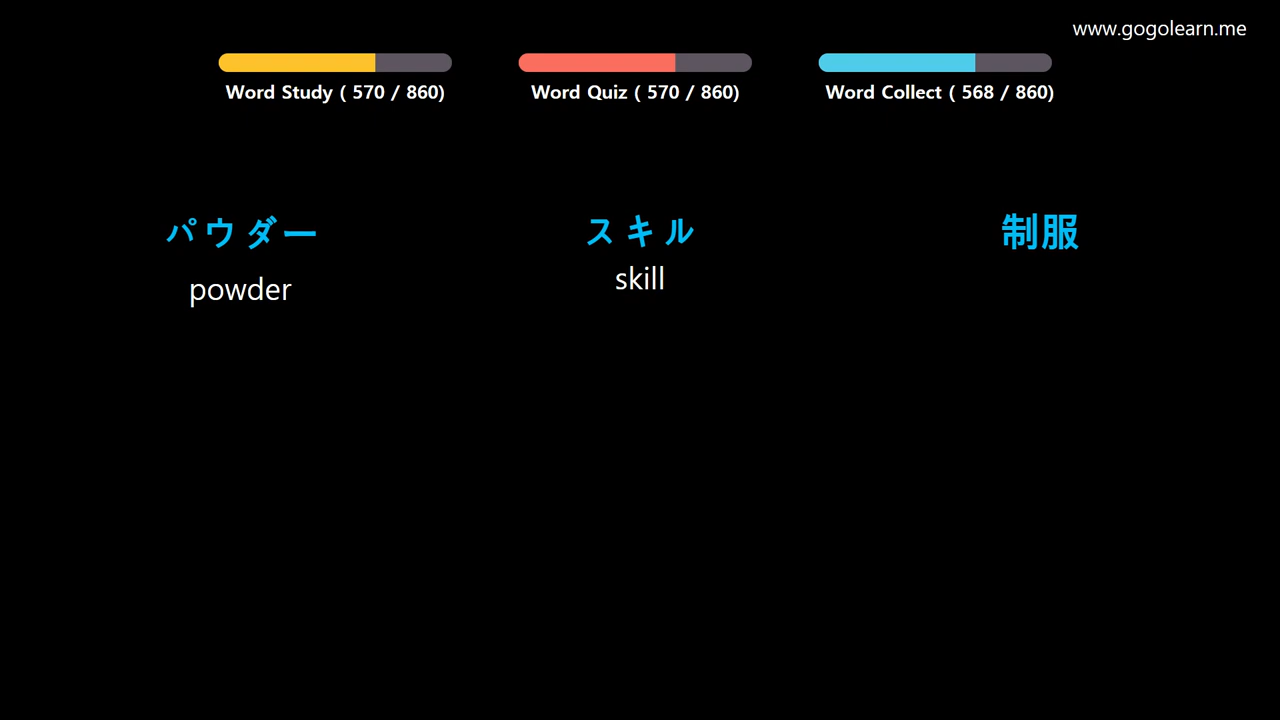 www.gogolearn.me
Word Study ( 570 / 860)
Word Quiz ( 570 / 860)
Word Collect ( 568 / 860)
パウダー
スキル
制服
powder
skill